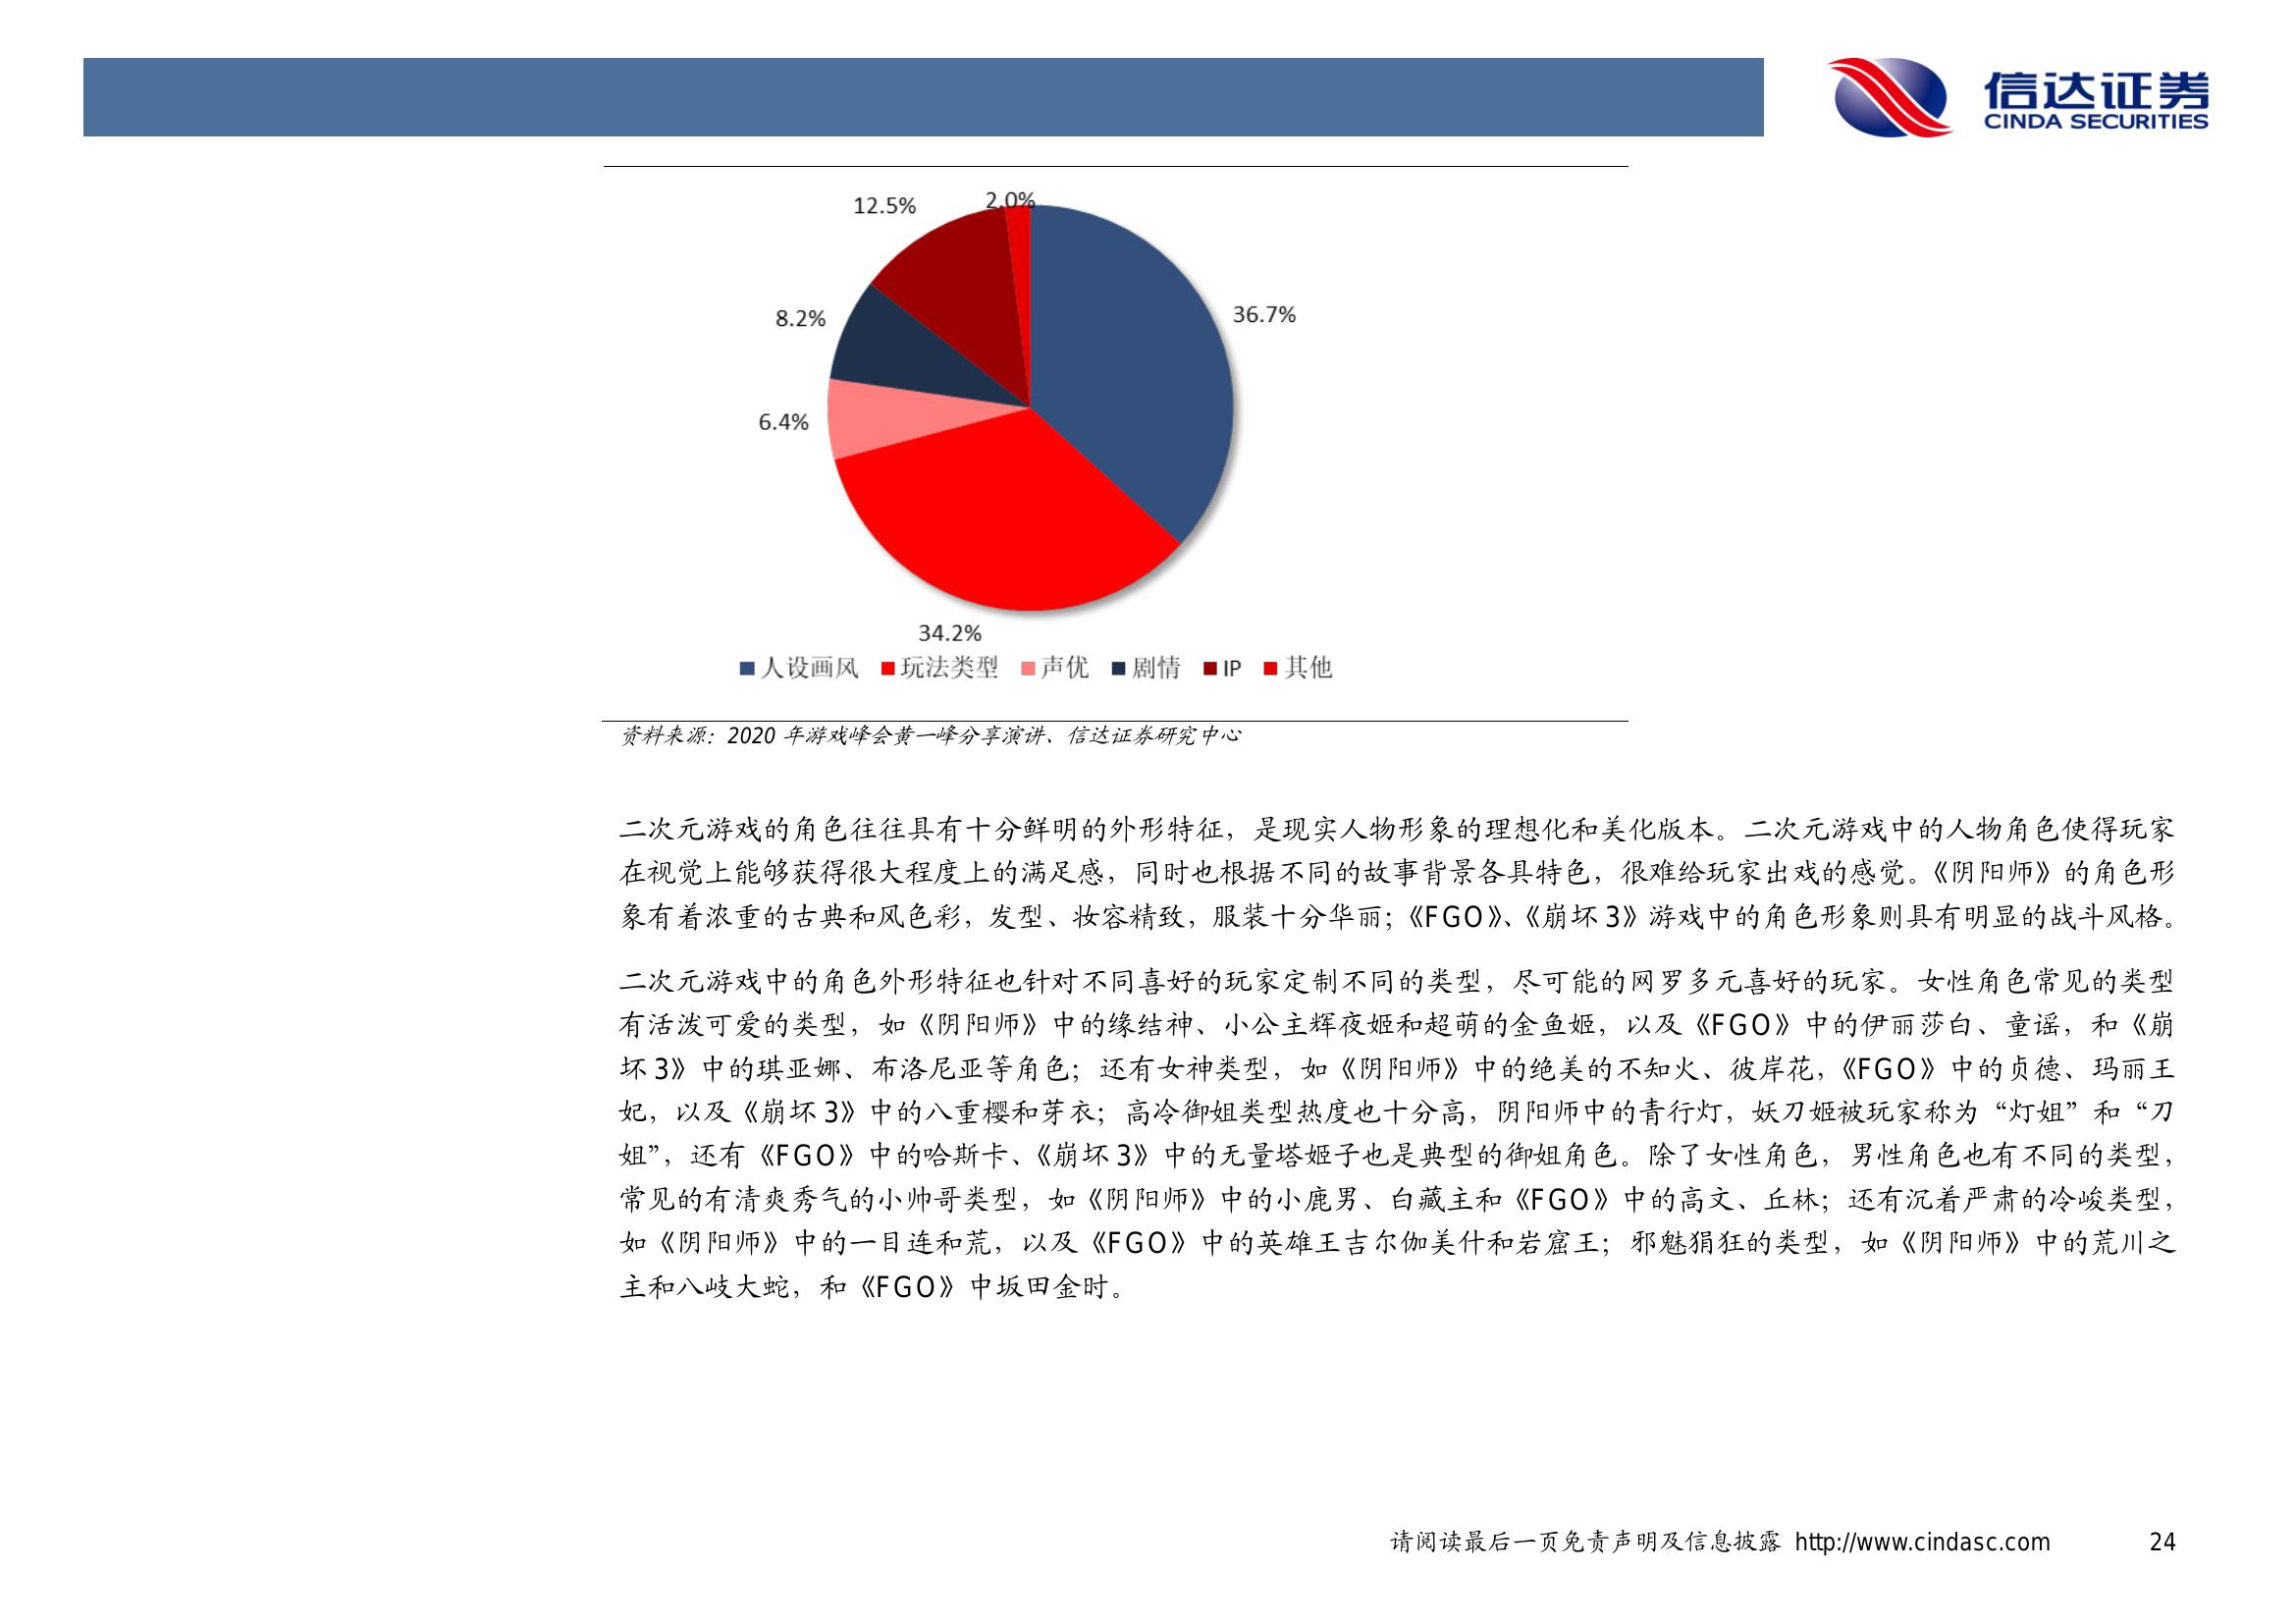 信达证券
CINDA SECURITIES
2.0%
12.5%
36.7%
8.2%
6.4%
34.2%
人设画风 玩法类型 声优 剧情 IP 其他
资料来源：2020 年游戏峰会黄一峰分享演讲、信达证券研究中心
二次元游戏的角色往往具有十分鲜明的外形特征，是现实人物形象的理想化和美化版本。二次元游戏中的人物角色使得玩家
在视觉上能够获得很大程度上的满足感，同时也根据不同的故事背景各具特色，很难给玩家出戏的感觉。《阴阳师》的角色形
象有着浓重的古典和风色彩，发型、妆容精致，服装十分华丽；《FGO》、《崩坏 3》游戏中的角色形象则具有明显的战斗风格。
二次元游戏中的角色外形特征也针对不同喜好的玩家定制不同的类型，尽可能的网罗多元喜好的玩家。女性角色常见的类型
有活泼可爱的类型，如《阴阳师》中的缘结神、小公主辉夜姬和超萌的金鱼姬，以及《FGO》中的伊丽莎白、童谣，和《崩
坏 3》中的琪亚娜、布洛尼亚等角色；还有女神类型，如《阴阳师》中的绝美的不知火、彼岸花，《FGO》中的贞德、玛丽王
妃，以及《崩坏 3》中的八重樱和芽衣；高冷御姐类型热度也十分高，阴阳师中的青行灯，妖刀姬被玩家称为“灯姐”和“刀
姐”，还有《FGO》中的哈斯卡、《崩坏 3》中的无量塔姬子也是典型的御姐角色。除了女性角色，男性角色也有不同的类型，
常见的有清爽秀气的小帅哥类型，如《阴阳师》中的小鹿男、白藏主和《FGO》中的高文、丘林；还有沉着严肃的冷峻类型，
如《阴阳师》中的一目连和荒，以及《FGO》中的英雄王吉尔伽美什和岩窟王；邪魅狷狂的类型，如《阴阳师》中的荒川之
主和八岐大蛇，和《FGO》中坂田金时。
请阅读最后一页免责声明及信息披露 http://www.cindasc.com 24